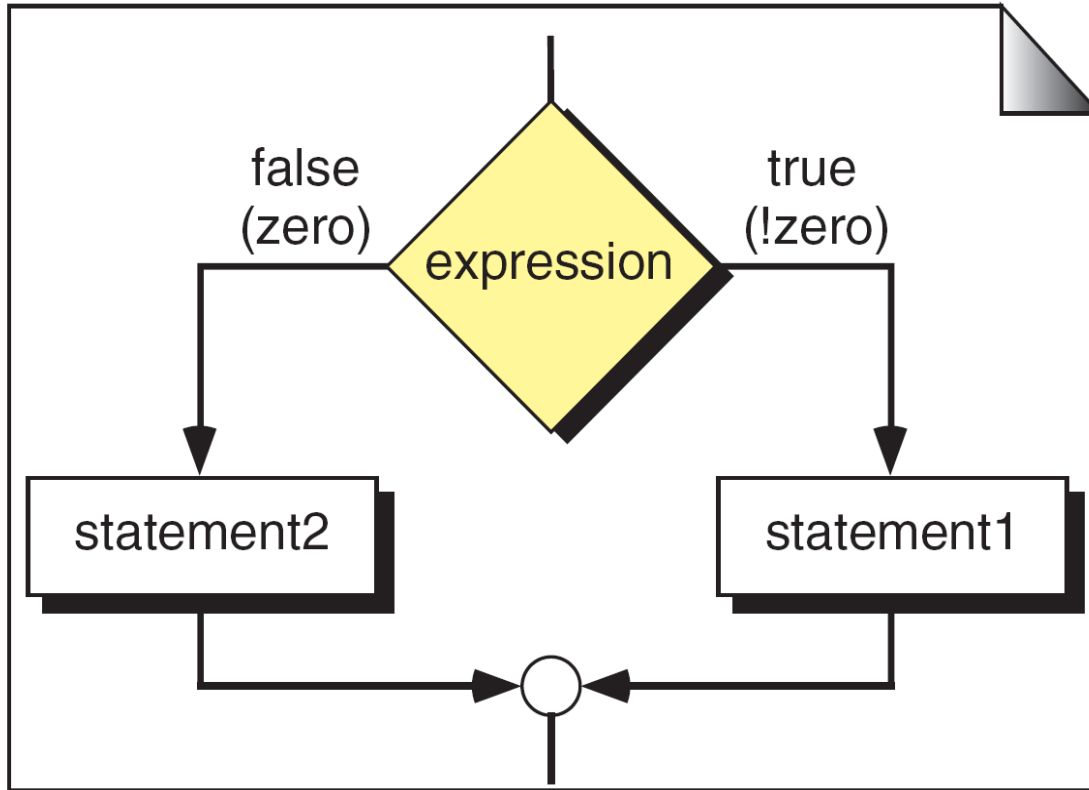 false
(zero)
true
(!zero)
expression
statement2
statement1